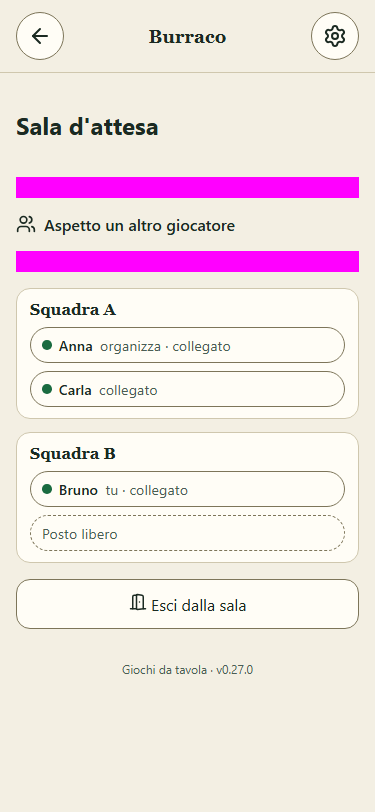 Burraco
Sala d'attesa
Aspetto un altro giocatore
Squadra A
Anna organizza · collegato
Carla collegato
Squadra B
Bruno tu · collegato
Posto libero
Esci dalla sala
Giochi da tavola · v0.27.0